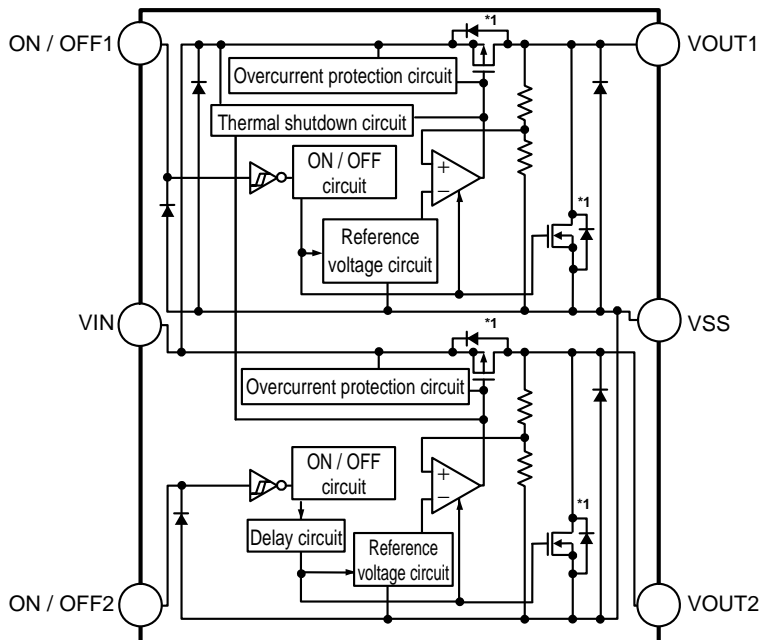 ON / OFF1
*1
VOUT1
Overcurrent protection circuit
Thermal shutdown circuit
ON / OFF
circuit
+
−
*1
Reference
voltage circuit
VIN
VSS
*1
Overcurrent protection circuit
ON / OFF
circuit
+
−
*1
Delay circuit
Reference
voltage circuit
ON / OFF2
VOUT2